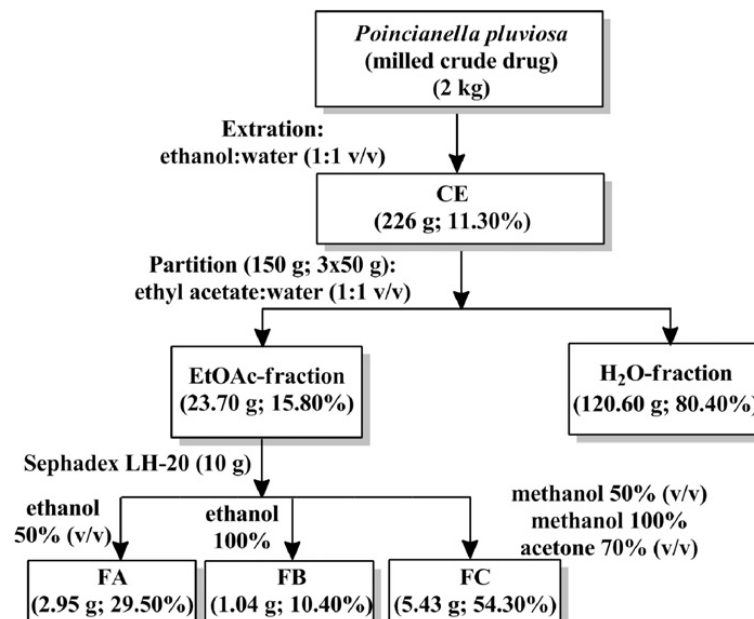 Poincianella pluviosa
(milled crude drug)
(2 kg)
Extration:
ethanol:water (1:1 v/v)
CE
(226 g; 11.30%)
Partition (150 g; 3x50 g):
ethyl acetate:water (1:1 v/v)
EtOAc-fraction
(23.70 g; 15.80%)
H₂O-fraction
(120.60 g; 80.40%)
Sephadex LH-20 (10 g)
ethanol
50% (v/v)
ethanol
100%
methanol 50% (v/v)
methanol 100%
acetone 70% (v/v)
FA
(2.95 g; 29.50%)
FB
(1.04 g; 10.40%)
FC
(5.43 g; 54.30%)